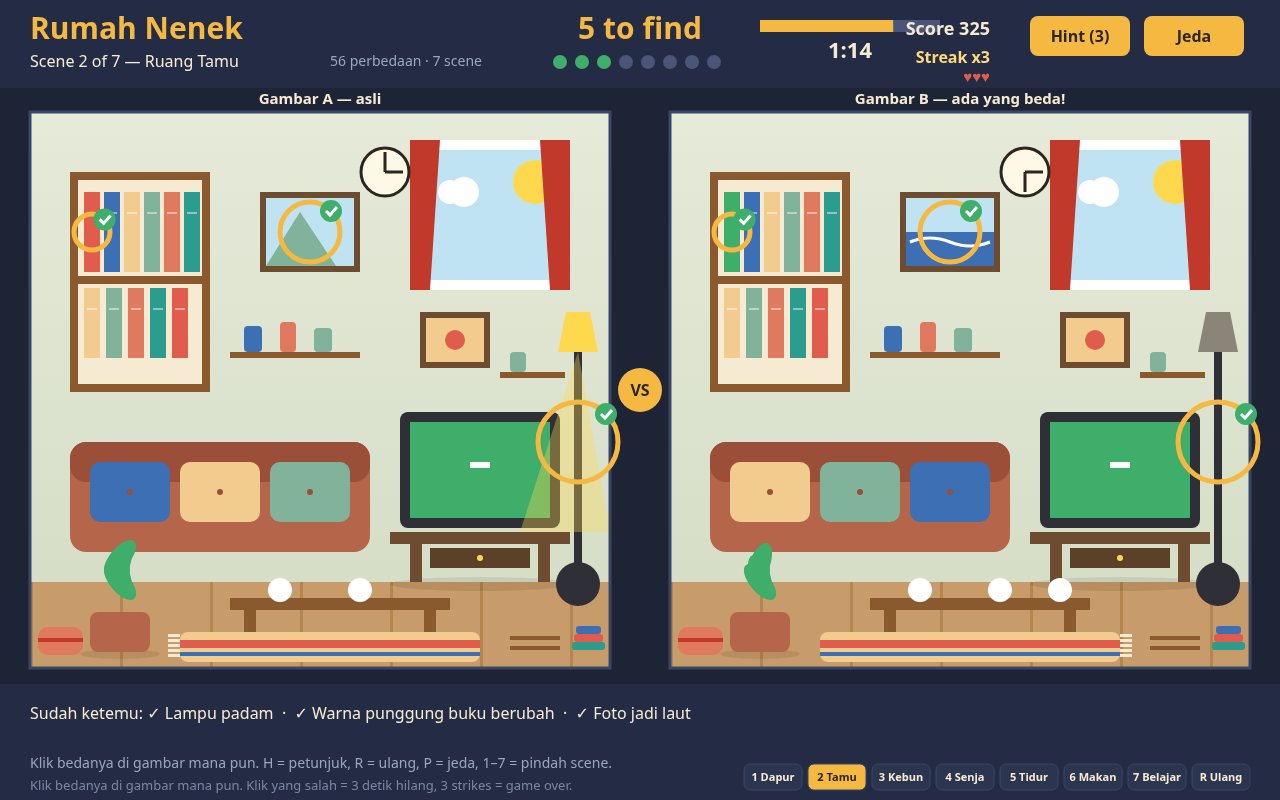 Rumah Nenek
Scene 2 of 7 — Ruang Tamu
56 perbedaan · 7 scene
5 to find
1:14
Score 325
Streak x3
♥♥♥
Hint (3)
Jeda
Gambar A — asli
Gambar B — ada yang beda!
VS
Sudah ketemu: ✓ Lampu padam · ✓ Warna punggung buku berubah · ✓ Foto jadi laut
Klik bedanya di gambar mana pun. H = petunjuk, R = ulang, P = jeda, 1–7 = pindah scene.
Klik bedanya di gambar mana pun. Klik yang salah = 3 detik hilang, 3 strikes = game over.
1 Dapur
2 Tamu
3 Kebun
4 Senja
5 Tidur
6 Makan
7 Belajar
R Ulang